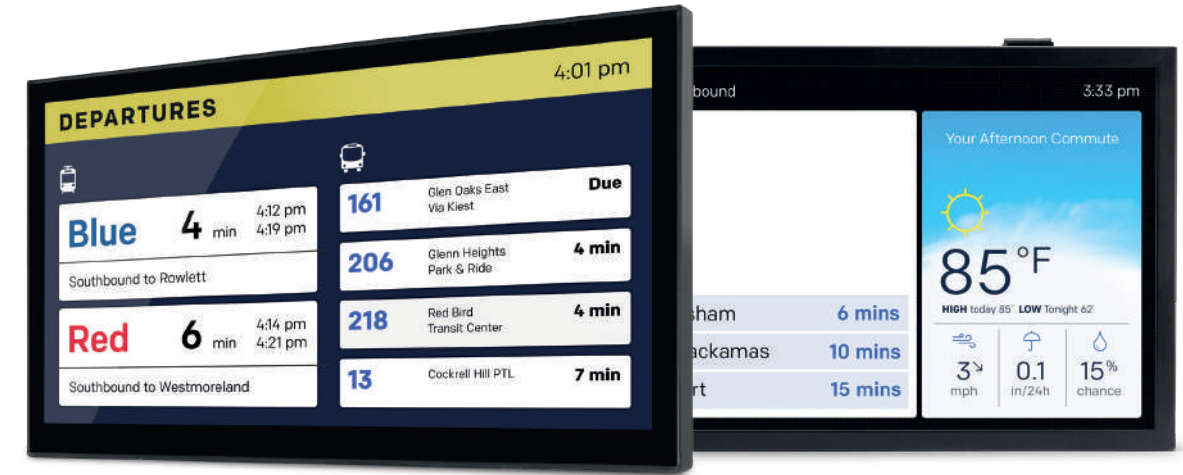 DEPARTURES
4:01 pm
Blue
4 min
4:12 pm
4:19 pm
Southbound to Rowlett
Red
6 min
4:14 pm
4:21 pm
Southbound to Westmoreland
161
Glen Oaks East
Via Kiest
Due
206
Glenn Heights
Park & Ride
4 min
218
Red Bird
Transit Center
4 min
13
Cockrell Hill PTL
7 min
bound
3:33 pm
Your Afternoon Commute
85°F
HIGH today 85° LOW Tonight 62°
3
mph
0.1
in/24h
15%
chance
sham
6 mins
ackamas
10 mins
rt
15 mins